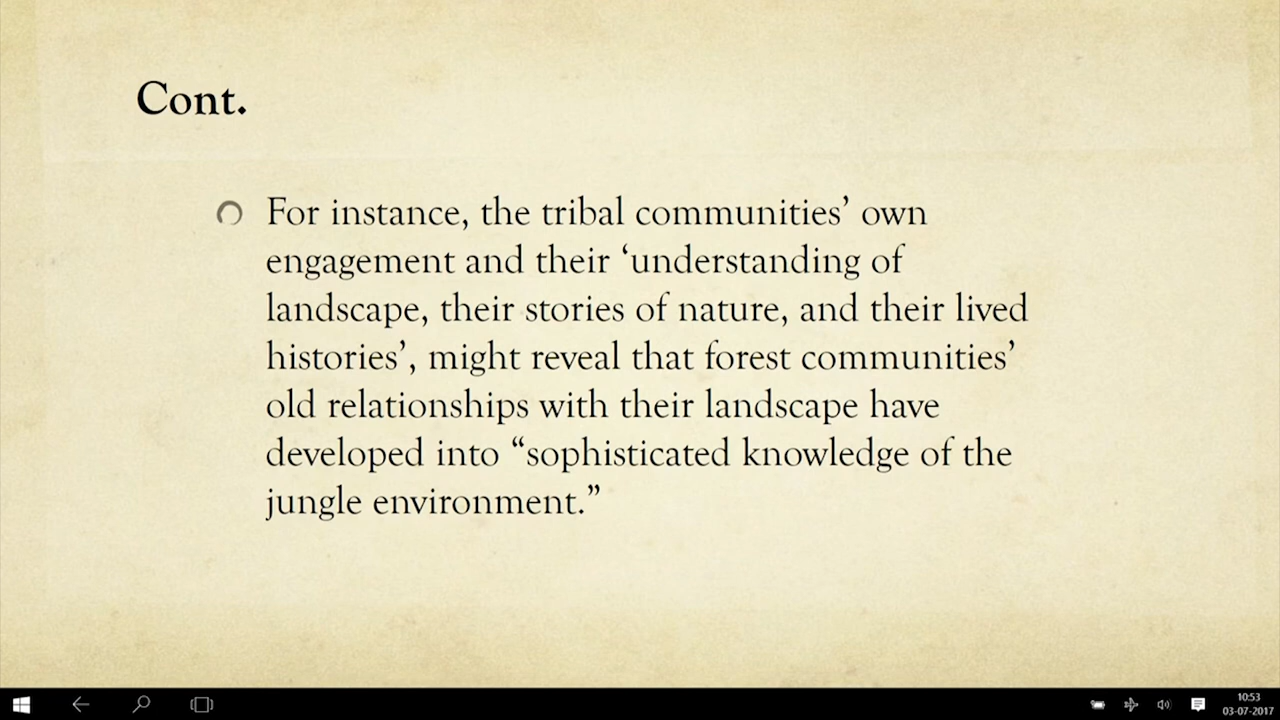 Cont.
For instance, the tribal communities’ own
engagement and their ‘understanding of
landscape, their stories of nature, and their lived
histories’, might reveal that forest communities’
old relationships with their landscape have
developed into “sophisticated knowledge of the
jungle environment.”
10:53
03-07-2017